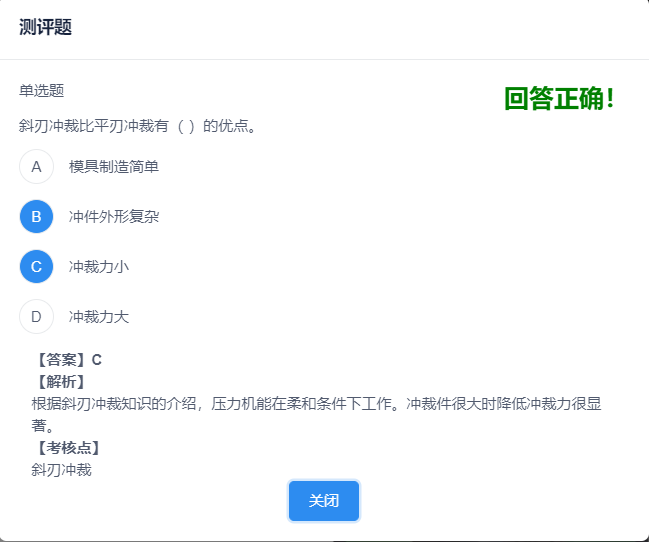 测评题
单选题
回答正确！
斜刃冲裁比平刃冲裁有（ ）的优点。
A 模具制造简单
B 冲件外形复杂
C 冲裁力小
D 冲裁力大
【答案】C
【解析】
根据斜刃冲裁知识的介绍，压力机能在柔和条件下工作。冲裁件很大时降低冲裁力很显
著。
【考核点】
斜刃冲裁
关闭